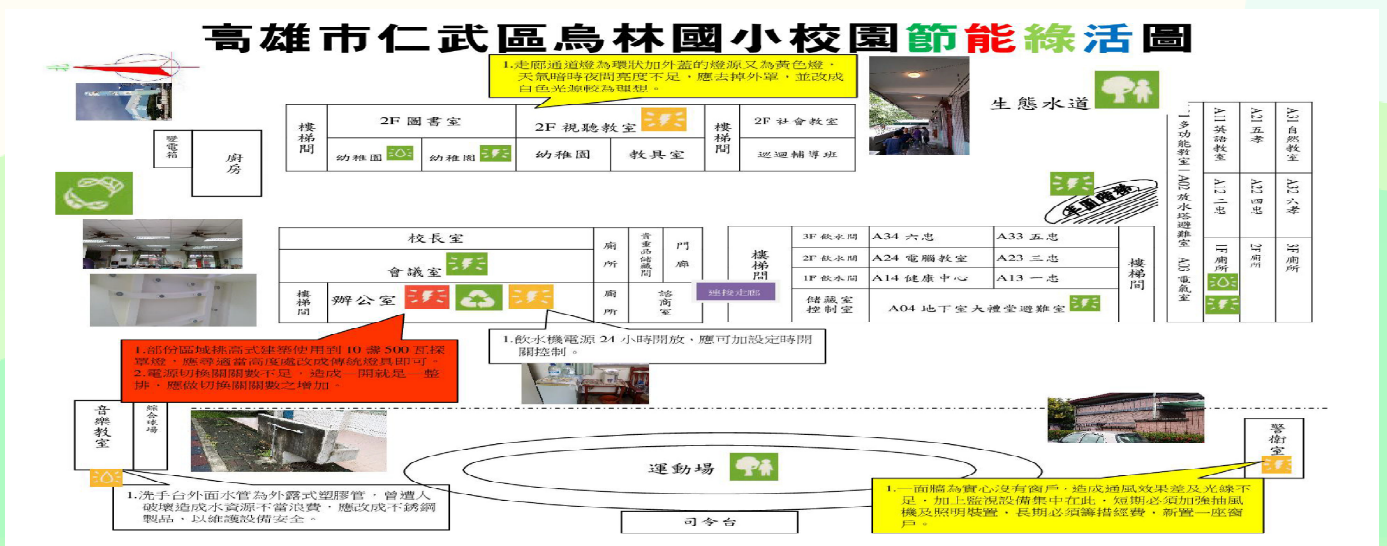 高雄市仁武區烏林國小校園節能綠活圖
1.走廊通道燈為環狀加外蓋的燈源又為黃色燈，
天氣暗時夜間亮度不足，應去掉外罩，並改成
白色光源較為理想。
生態水道
變電箱
廚房
樓梯間
2F 圖書室
2F 視聽教室
樓梯間
2F 社會教室
幼稚園
幼稚園
幼稚園
教具室
巡迴輔導班
多功能教室
A02 放水塔避難室
A03 電氣室
A11 英語教室
A21 五孝
A31 自然教室
A12 二忠
A22 四忠
A32 六孝
1F 廁所
2F 廁所
3F 廁所
校長室
會議室
樓梯間
辦公室
廁所
廁所
貴重品儲藏間
門廊
諮商室
連接走廊
樓梯間
3F 飲水間
A34 六忠
A33 五忠
2F 飲水間
A24 電腦教室
A23 三忠
1F 飲水間
A14 健康中心
A13 一忠
儲藏室
控制室
A04 地下室大禮堂避難室
樓梯間
1.部份區域挑高式建築使用到 10 盞 500 瓦探
眾燈，應尋適當高度處改成傳統燈具即可。
2.電源切換開關數不足，造成一開就是一整
排，應做切換開關數之增加。
1.飲水機電源 24 小時開放、應可加設定時開
關控制。
音樂教室
綜合球場
1.洗手台外面水管為外露式塑膠管，曾遭人
破壞造成水資源不當浪費，應改成不銹鋼
製品、以維護設備安全。
運動場
司令台
警衛室
1.一面牆為實心沒有窗戶，造成通風效果差及光線不
足，加上監視設備集中在此，短期必須加強抽風
機及照明裝置，長期必須籌措經費，新置一座窗
戶。